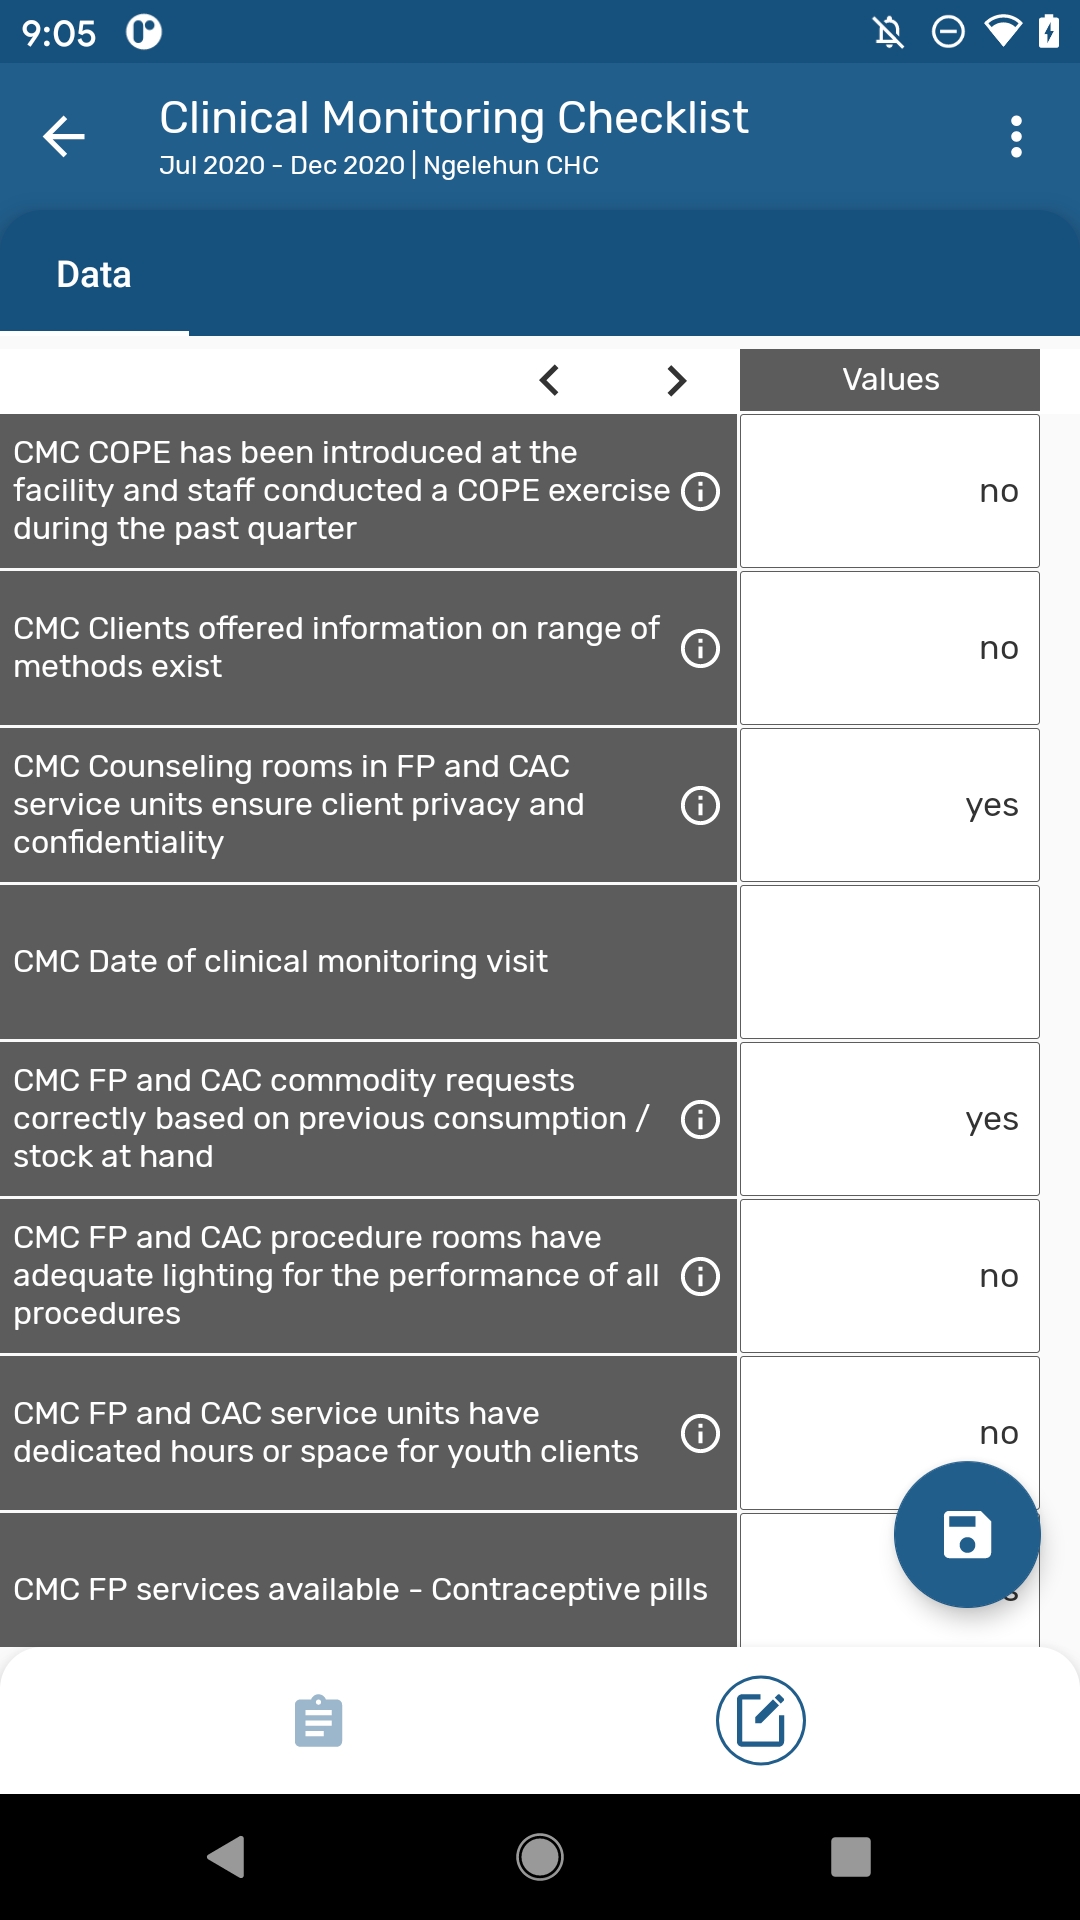 9:05
Clinical Monitoring Checklist
Jul 2020 - Dec 2020 | Ngelehun CHC
Data
Values
CMC COPE has been introduced at the
facility and staff conducted a COPE exercise
during the past quarter
no
CMC Clients offered information on range of
methods exist
no
CMC Counseling rooms in FP and CAC
service units ensure client privacy and
confidentiality
yes
CMC Date of clinical monitoring visit
CMC FP and CAC commodity requests
correctly based on previous consumption /
stock at hand
yes
CMC FP and CAC procedure rooms have
adequate lighting for the performance of all
procedures
no
CMC FP and CAC service units have
dedicated hours or space for youth clients
no
CMC FP services available - Contraceptive pills